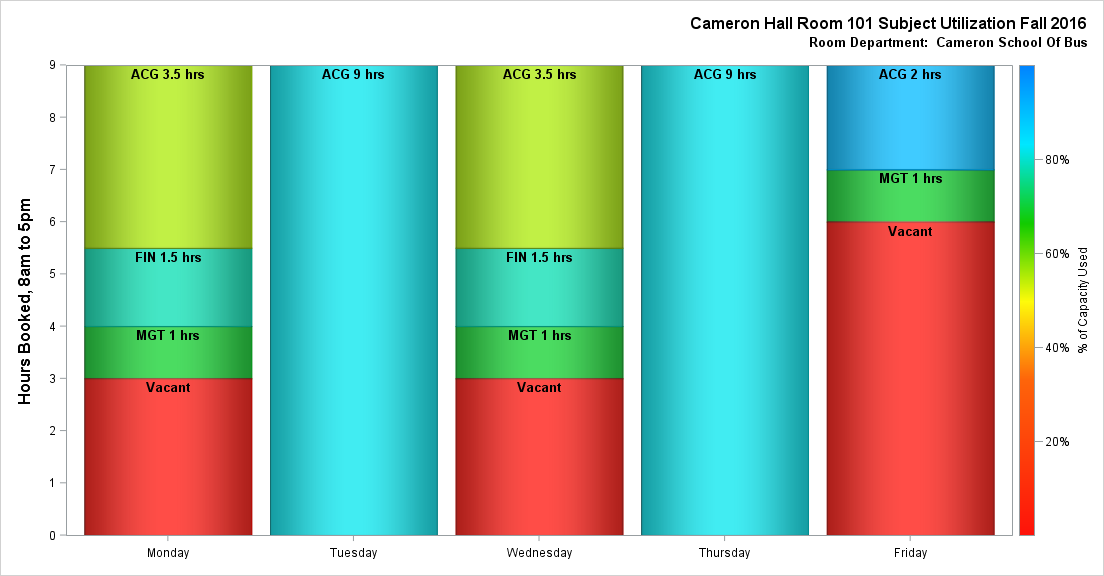 Cameron Hall Room 101 Subject Utilization Fall 2016
Room Department:  Cameron School Of Bus
Hours Booked, 8am to 5pm
9
8
7
6
5
4
3
2
1
0
ACG 3.5 hrs
FIN 1.5 hrs
MGT 1 hrs
Vacant
ACG 9 hrs
ACG 3.5 hrs
FIN 1.5 hrs
MGT 1 hrs
Vacant
ACG 9 hrs
ACG 2 hrs
MGT 1 hrs
Vacant
Monday
Tuesday
Wednesday
Thursday
Friday
80%
60%
40%
20%
% of Capacity Used